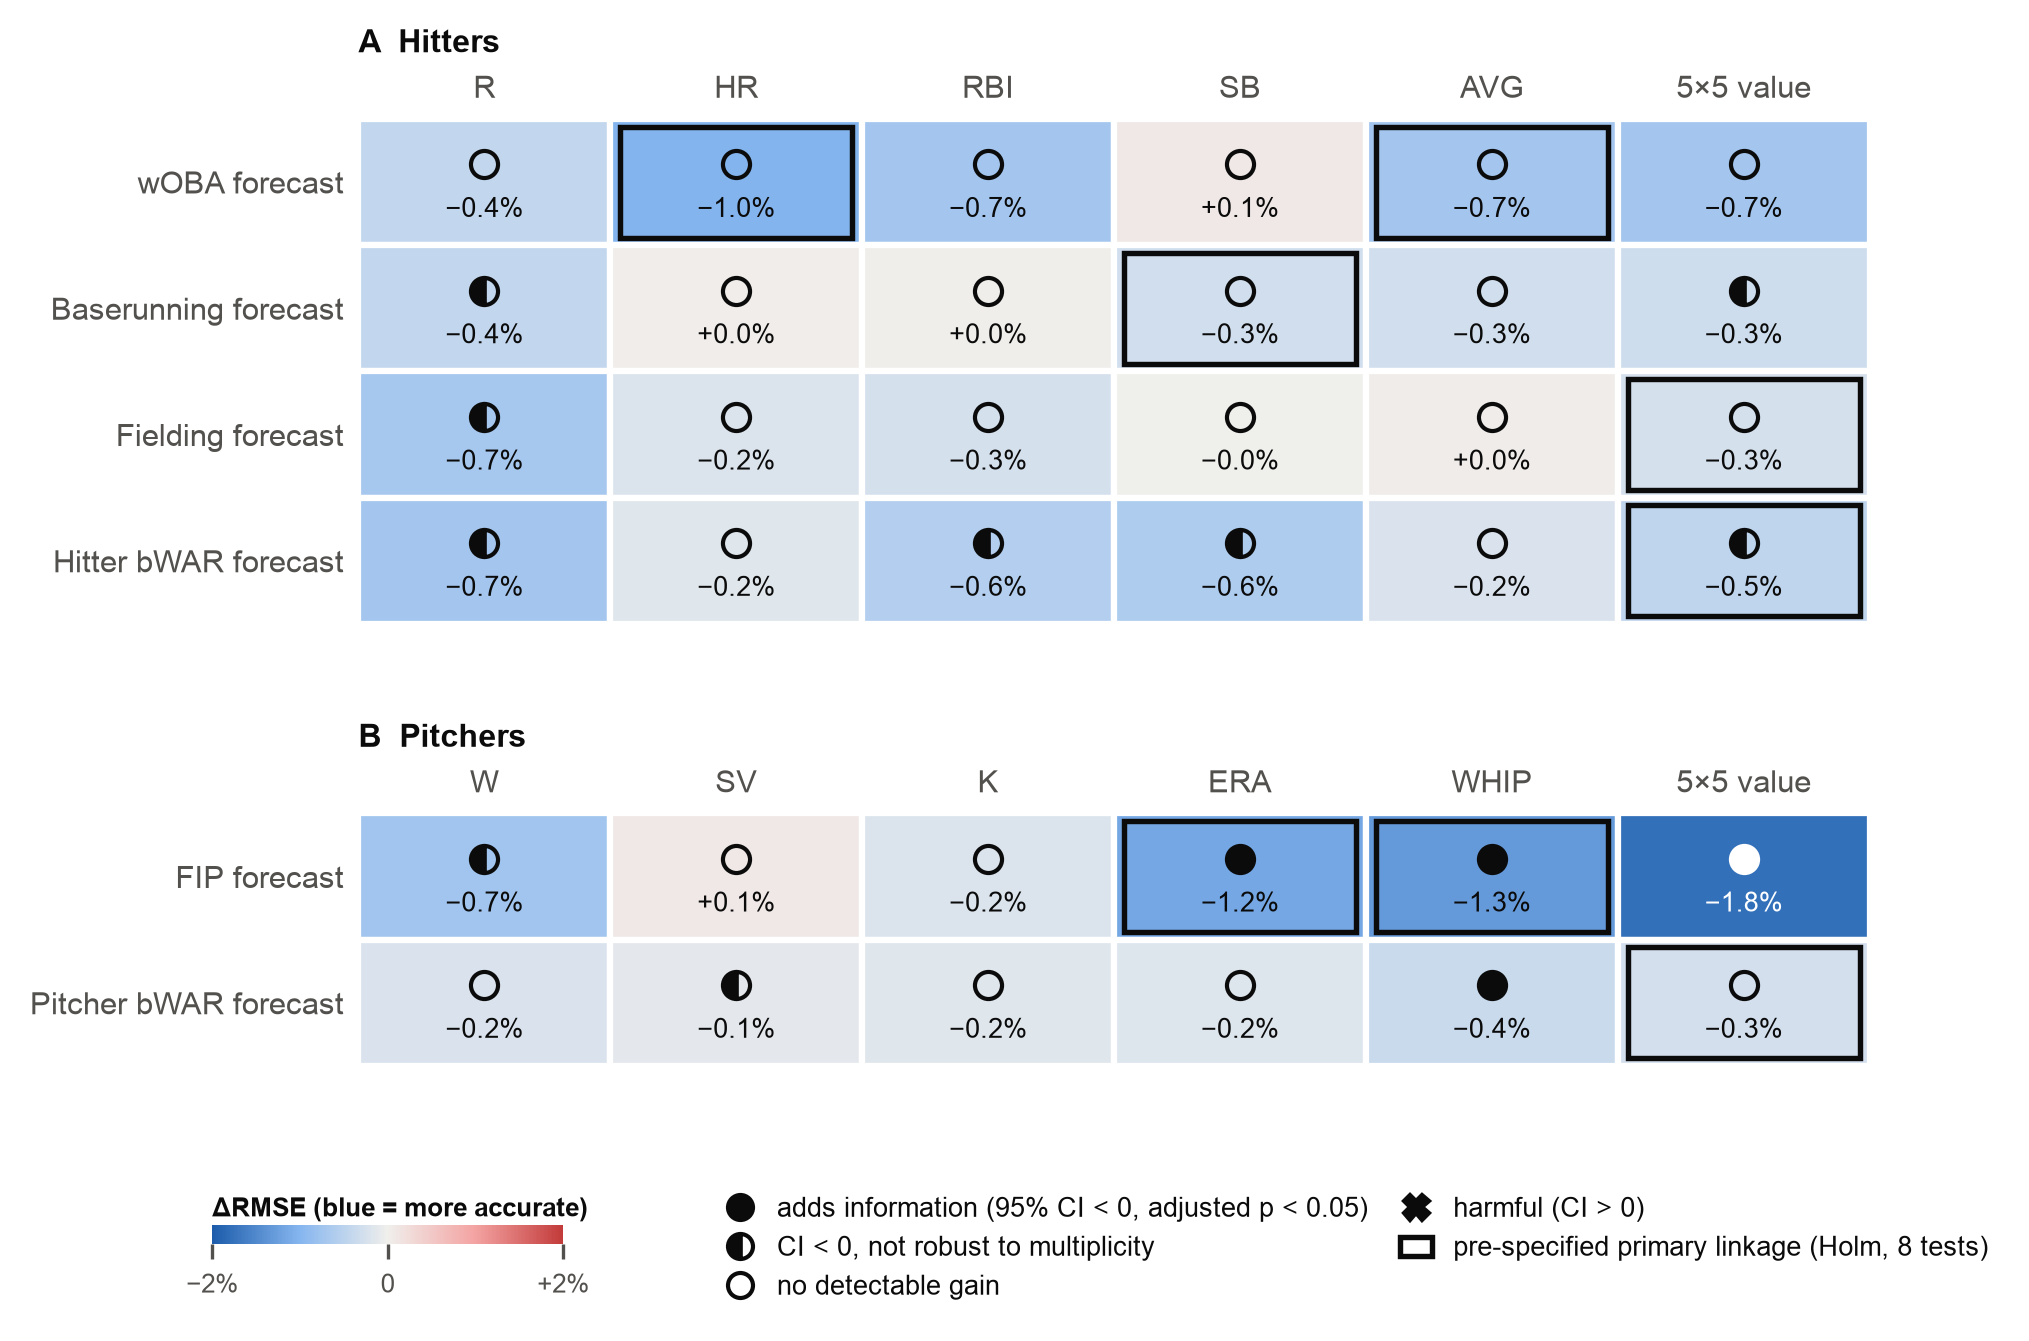 A Hitters
R HR RBI SB AVG 5×5 value
wOBA forecast −0.4% −1.0% −0.7% +0.1% −0.7% −0.7%
Baserunning forecast −0.4% +0.0% +0.0% −0.3% −0.3% −0.3%
Fielding forecast −0.7% −0.2% −0.3% −0.0% +0.0% −0.3%
Hitter bWAR forecast −0.7% −0.2% −0.6% −0.6% −0.2% −0.5%
B Pitchers
W SV K ERA WHIP 5×5 value
FIP forecast −0.7% +0.1% −0.2% −1.2% −1.3% −1.8%
Pitcher bWAR forecast −0.2% −0.1% −0.2% −0.2% −0.4% −0.3%
ΔRMSE (blue = more accurate)
−2% 0 +2%
adds information (95% CI < 0, adjusted p < 0.05)
CI < 0, not robust to multiplicity
no detectable gain
harmful (CI > 0)
pre-specified primary linkage (Holm, 8 tests)